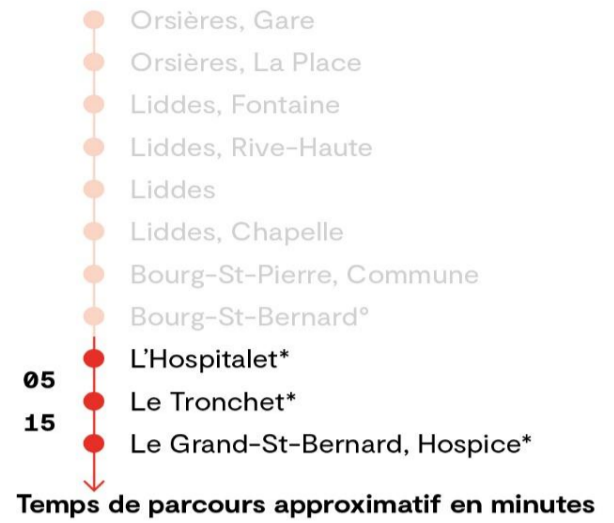 Orsières, Gare
Orsières, La Place
Liddes, Fontaine
Liddes, Rive-Haute
Liddes
Liddes, Chapelle
Bourg-St-Pierre, Commune
Bourg-St-Bernard°
L'Hospitalet*
05
Le Tronchet*
15
Le Grand-St-Bernard, Hospice*
Temps de parcours approximatif en minutes